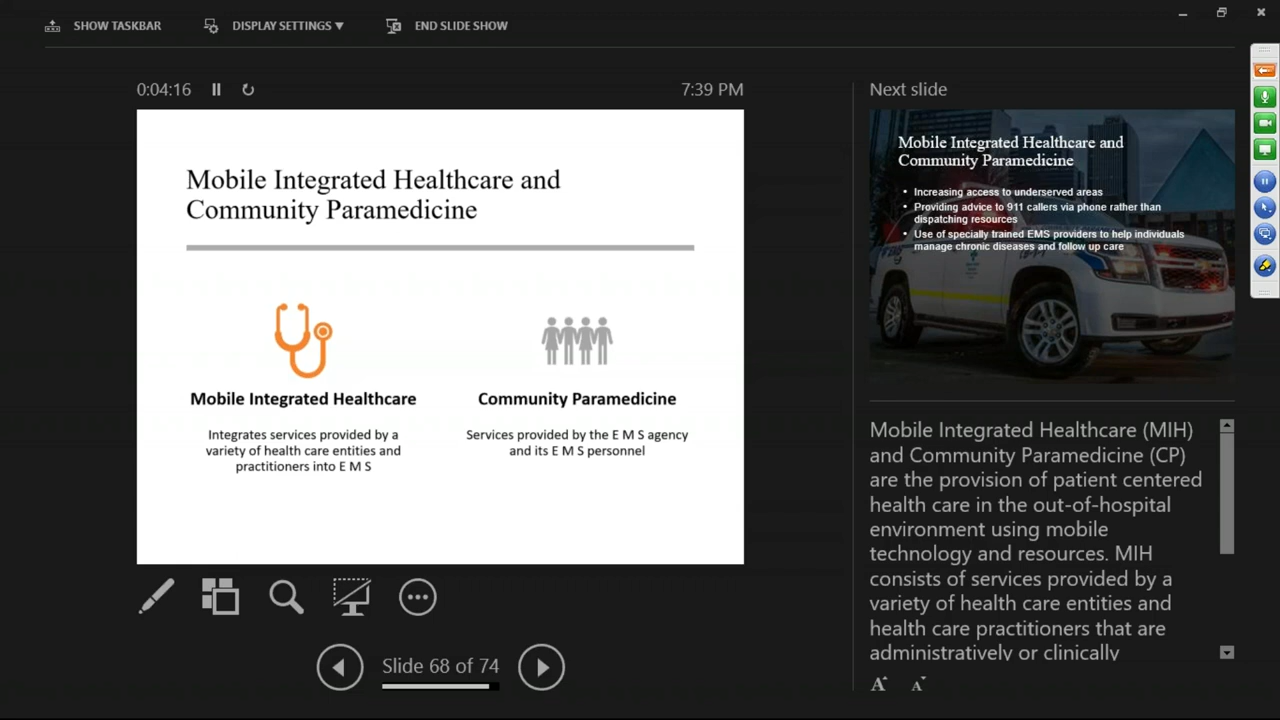 SHOW TASKBAR
DISPLAY SETTINGS ▼
END SLIDE SHOW
0:04:16
7:39 PM
Mobile Integrated Healthcare and
Community Paramedicine
Mobile Integrated Healthcare
Integrates services provided by a
variety of health care entities and
practitioners into E M S
Community Paramedicine
Services provided by the E M S agency
and its E M S personnel
Slide 68 of 74
Next slide
Mobile Integrated Healthcare and
Community Paramedicine
• Increasing access to underserved areas
• Providing advice to 911 callers via phone rather than
dispatching resources
• Use of specially trained EMS providers to help individuals
manage chronic diseases and follow up care
Mobile Integrated Healthcare (MIH)
and Community Paramedicine (CP)
are the provision of patient centered
health care in the out-of-hospital
environment using mobile
technology and resources. MIH
consists of services provided by a
variety of health care entities and
health care practitioners that are
administratively or clinically
A A